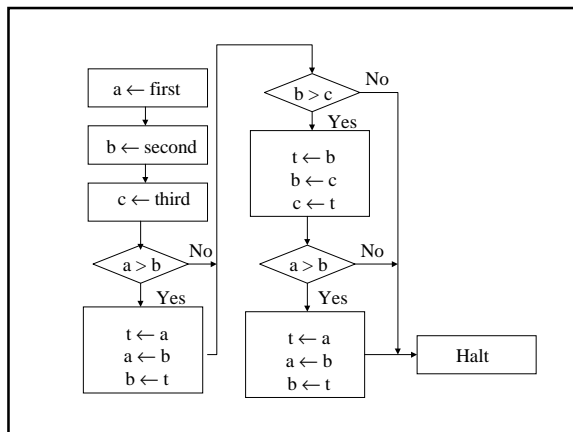 a ← first
b ← second
c ← third
a > b
No
Yes
t ← a
a ← b
b ← t
b > c
No
Yes
t ← b
b ← c
c ← t
a > b
No
Yes
t ← a
a ← b
b ← t
Halt